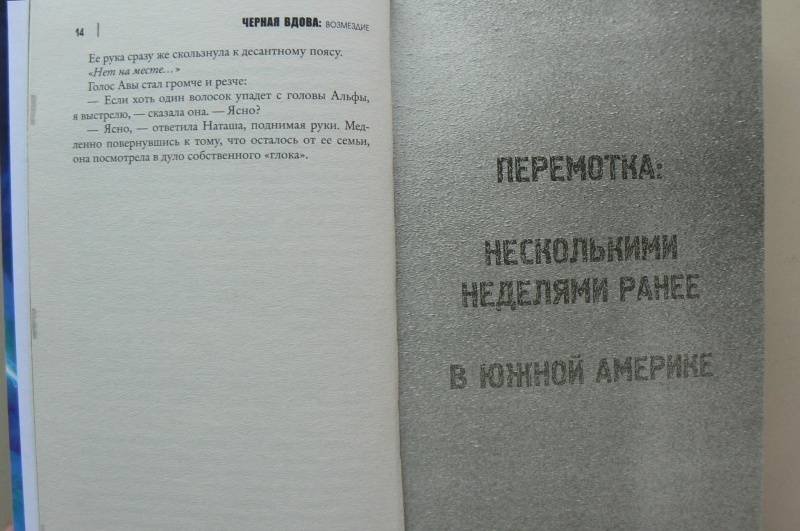 14 | ЧЕРНАЯ ВДОВА: ВОЗМЕЗДИЕ
Ее рука сразу же скользнула к десантному поясу.
«Нет на месте...»
Голос Авы стал громче и резче:
— Если хоть один волосок упадет с головы Альфы,
я выстрелю, — сказала она. — Ясно?
— Ясно, — ответила Наташа, поднимая руки. Мед-
ленно повернувшись к тому, что осталось от ее семьи,
она посмотрела в дуло собственного «глока».
ПЕРЕМОТКА:
НЕСКОЛЬКИМИ
НЕДЕЛЯМИ РАНЕЕ
В ЮЖНОЙ АМЕРИКЕ